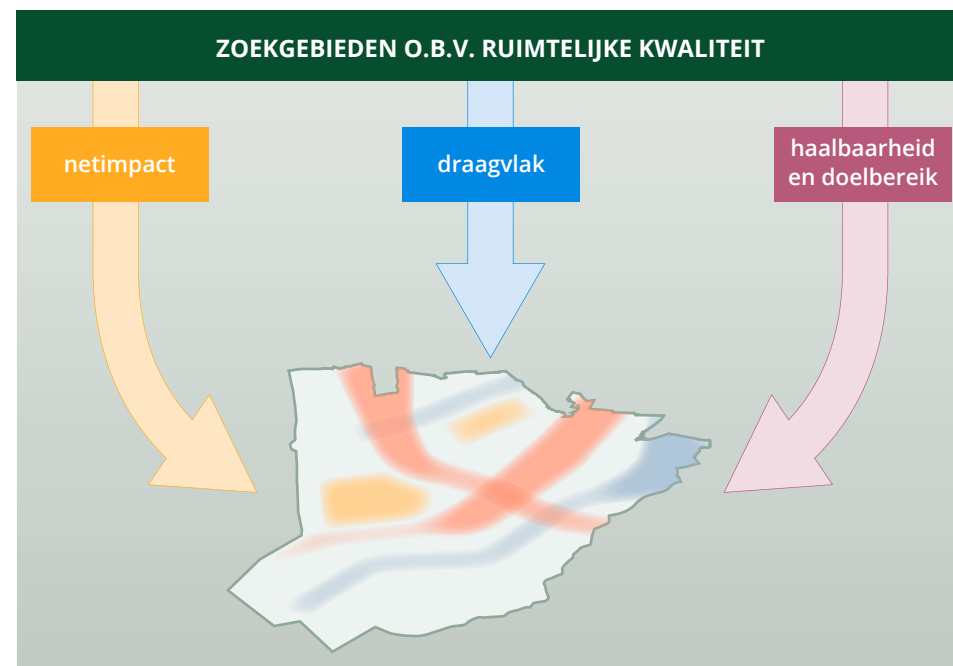 ZOEKGEBIEDEN O.B.V. RUIMTELIJKE KWALITEIT
netimpact
draagvlak
haalbaarheid
en doelbereik